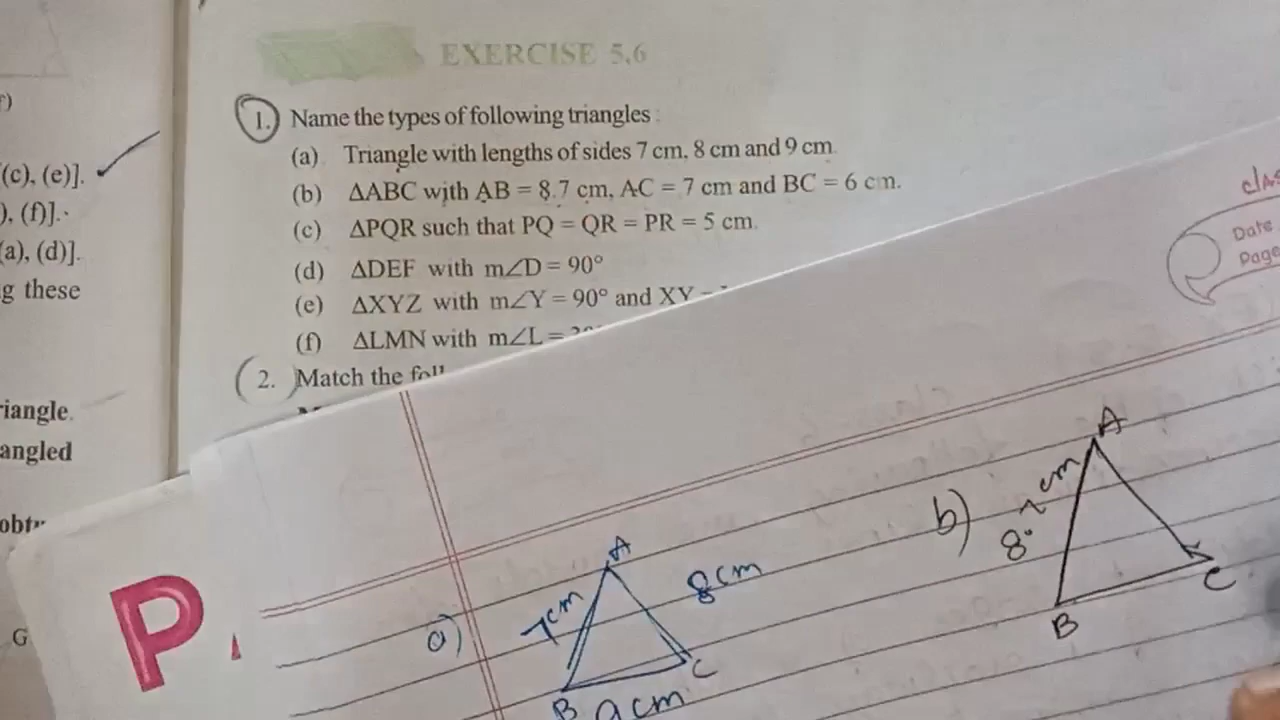 EXERCISE 5.6
1. Name the types of following triangles :
(a) Triangle with lengths of sides 7 cm, 8 cm and 9 cm.
(b) ΔABC with AB = 8.7 cm, AC = 7 cm and BC = 6 cm.
(c) ΔPQR such that PQ = QR = PR = 5 cm.
(d) ΔDEF with m∠D = 90°
(e) ΔXYZ with m∠Y = 90° and XY
(f) ΔLMN with m∠L =
2. Match the
(c), (e)].
), (f)].
(a), (d)].
g these
riangle.
angled
G
P
Date
Page
a)
A
7cm
8cm
B
C
9cm
b)
A
8.7cm
B
C